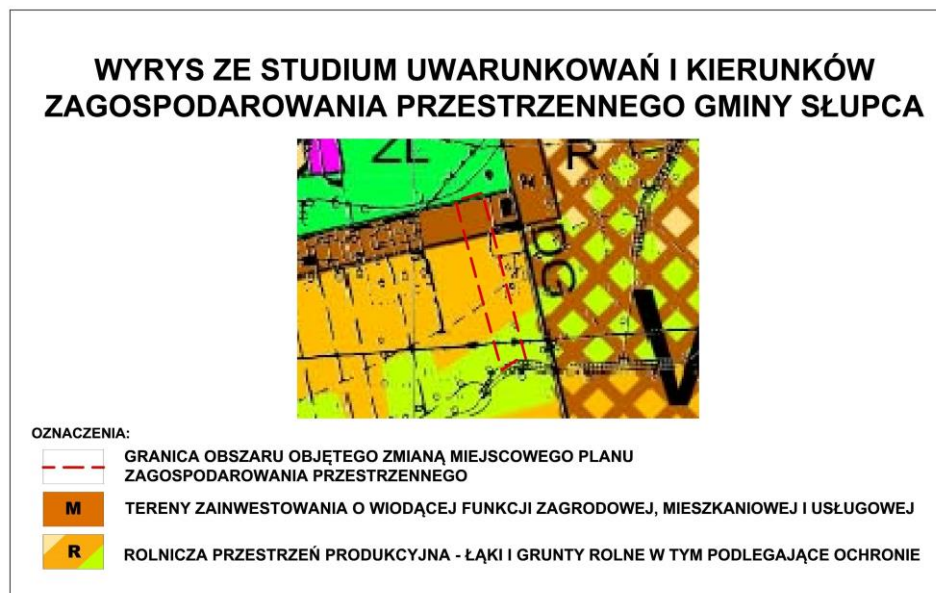 WYRYS ZE STUDIUM UWARUNKOWAŃ I KIERUNKÓW
ZAGOSPODAROWANIA PRZESTRZENNEGO GMINY SŁUPCA
ZL
R
M
DG
V
OZNACZENIA:
GRANICA OBSZARU OBJĘTEGO ZMIANĄ MIEJSCOWEGO PLANU
ZAGOSPODAROWANIA PRZESTRZENNEGO
M TERENY ZAINWESTOWANIA O WIODĄCEJ FUNKCJI ZAGRODOWEJ, MIESZKANIOWEJ I USŁUGOWEJ
R ROLNICZA PRZESTRZEŃ PRODUKCYJNA - ŁĄKI I GRUNTY ROLNE W TYM PODLEGAJĄCE OCHRONIE